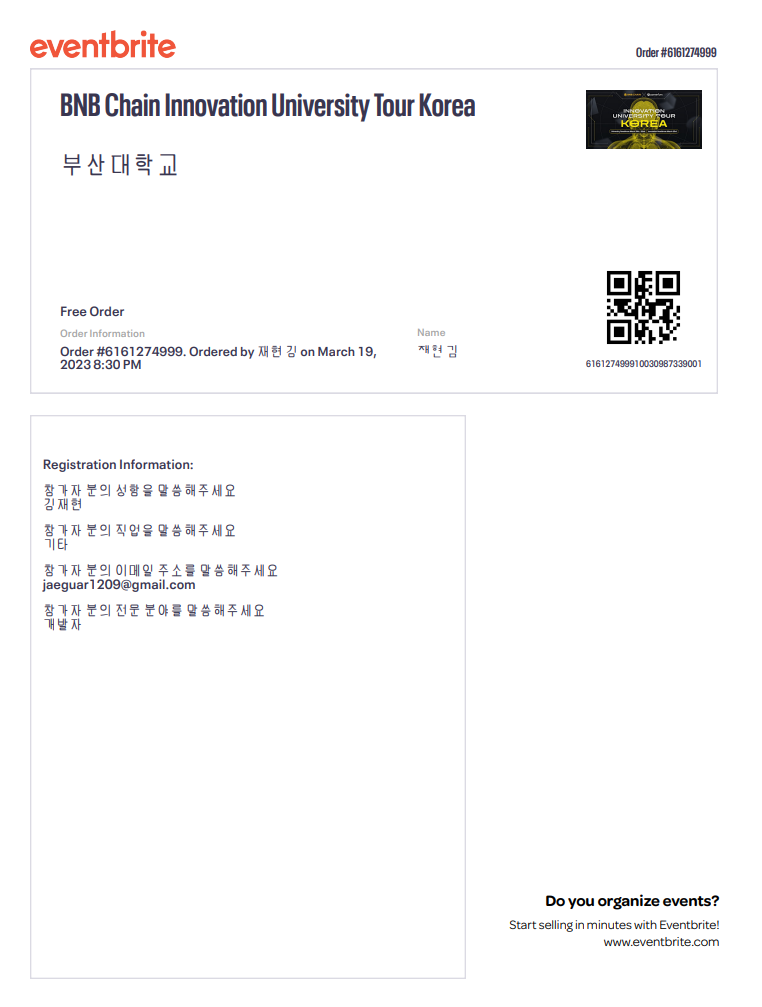 eventbrite
Order #6161274999
BNB Chain Innovation University Tour Korea
INNOVATION
UNIVERSITY TOUR
KOREA
부산대학교
Free Order
Order Information
Name
Order #6161274999. Ordered by 재현 김 on March 19,
2023 8:30 PM
재현 김
616127499910030987339001
Registration Information:
참가자 분의 성함을 말씀해주세요
김재현
참가자 분의 직업을 말씀해주세요
기타
참가자 분의 이메일 주소를 말씀해주세요
jaeguar1209@gmail.com
참가자 분의 전문 분야를 말씀해주세요
개발자
Do you organize events?
Start selling in minutes with Eventbrite!
www.eventbrite.com